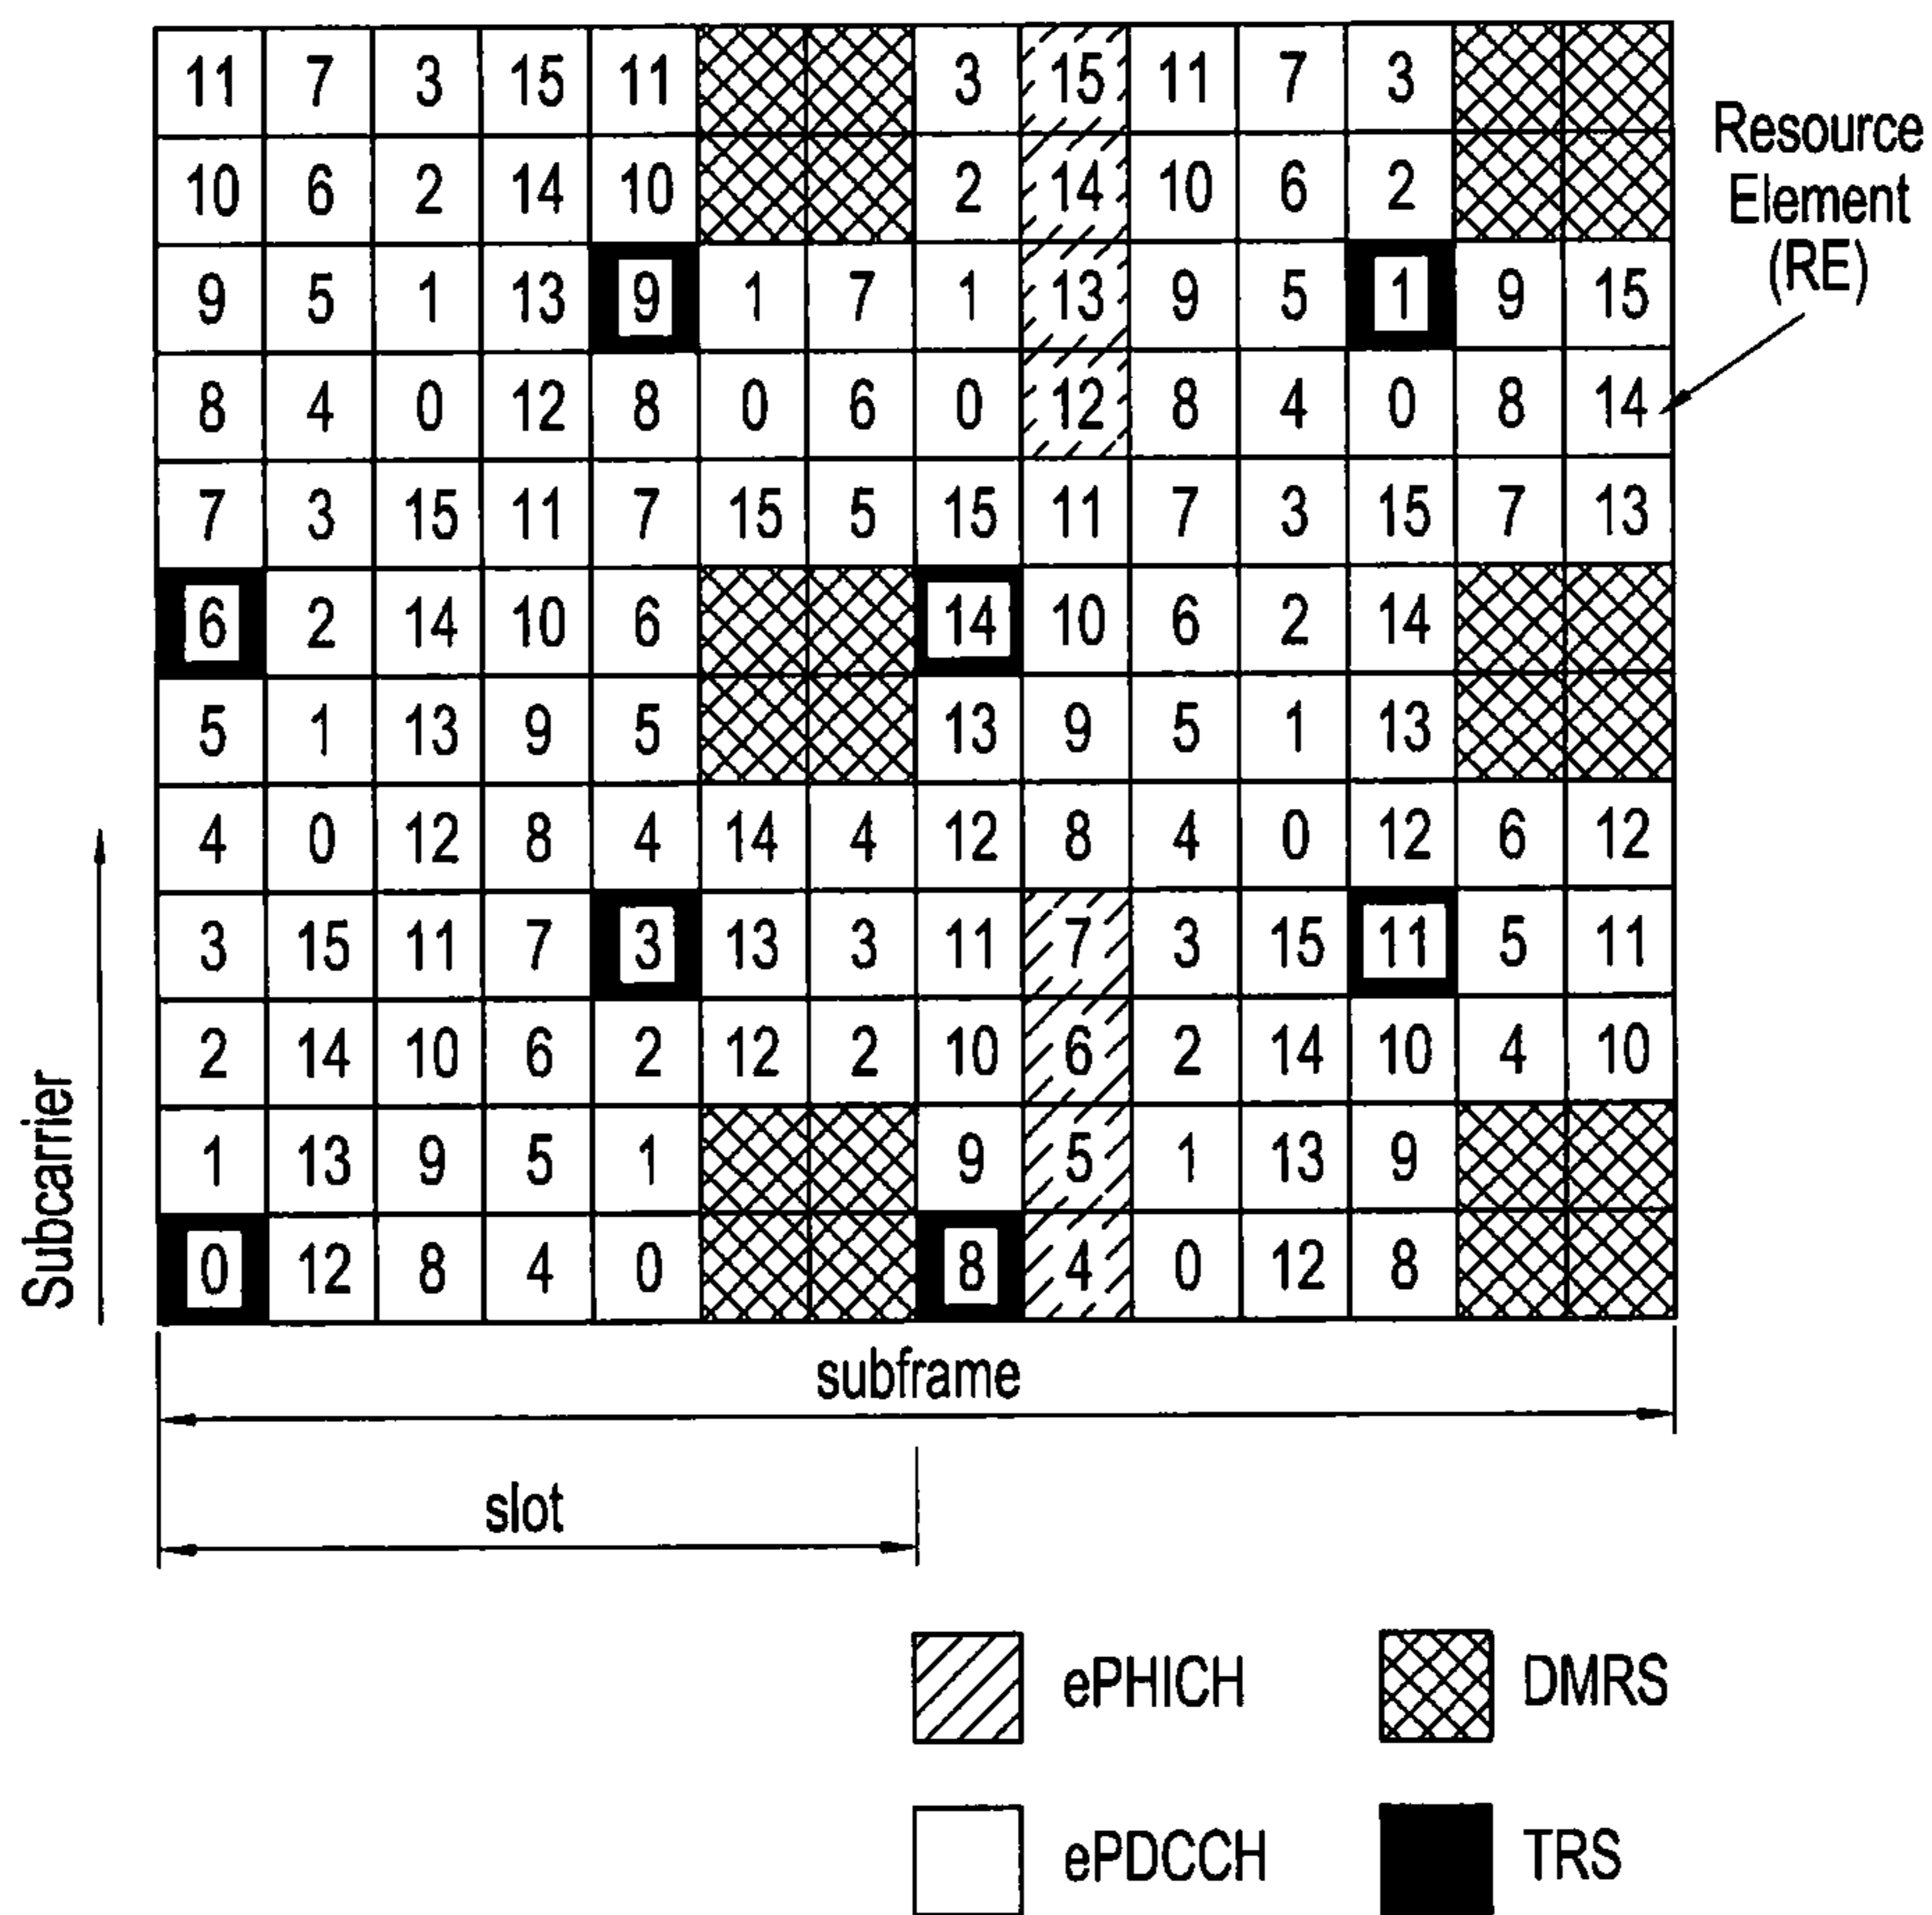 11 7 3 15 11 3 15 11 7 3
10 6 2 14 10 2 14 10 6 2
9 5 1 13 9 1 7 1 13 9 5 1 9 15
8 4 0 12 8 0 6 0 12 8 4 0 8 14
7 3 15 11 7 15 5 15 11 7 3 15 7 13
6 2 14 10 6 14 10 6 2 14
5 1 13 9 5 13 9 5 1 13
4 0 12 8 4 14 4 12 8 4 0 12 6 12
3 15 11 7 3 13 3 11 7 3 15 11 5 11
2 14 10 6 2 12 2 10 6 2 14 10 4 10
1 13 9 5 1 9 5 1 13 9
0 12 8 4 0 8 4 0 12 8
Resource
Element
(RE)
Subcarrier
subframe
slot
ePHICH
DMRS
ePDCCH
TRS